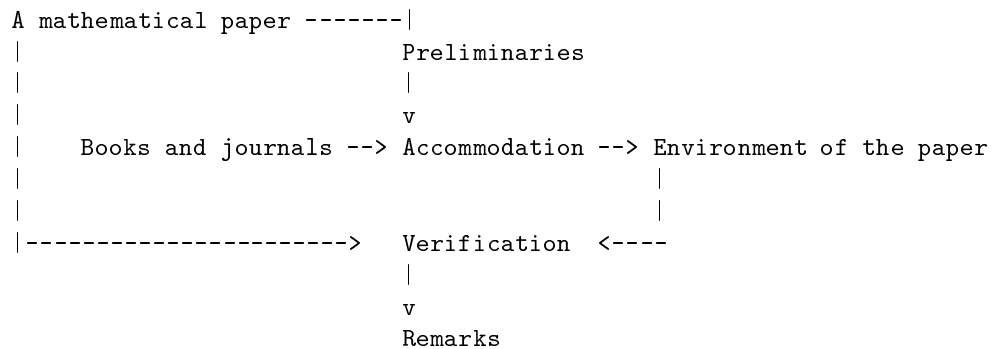 A mathematical paper -------|
| Preliminaries
| |
| v
| Books and journals --> Accommodation --> Environment of the paper
| |
| |
|-----------------------> Verification <----
|
v
Remarks